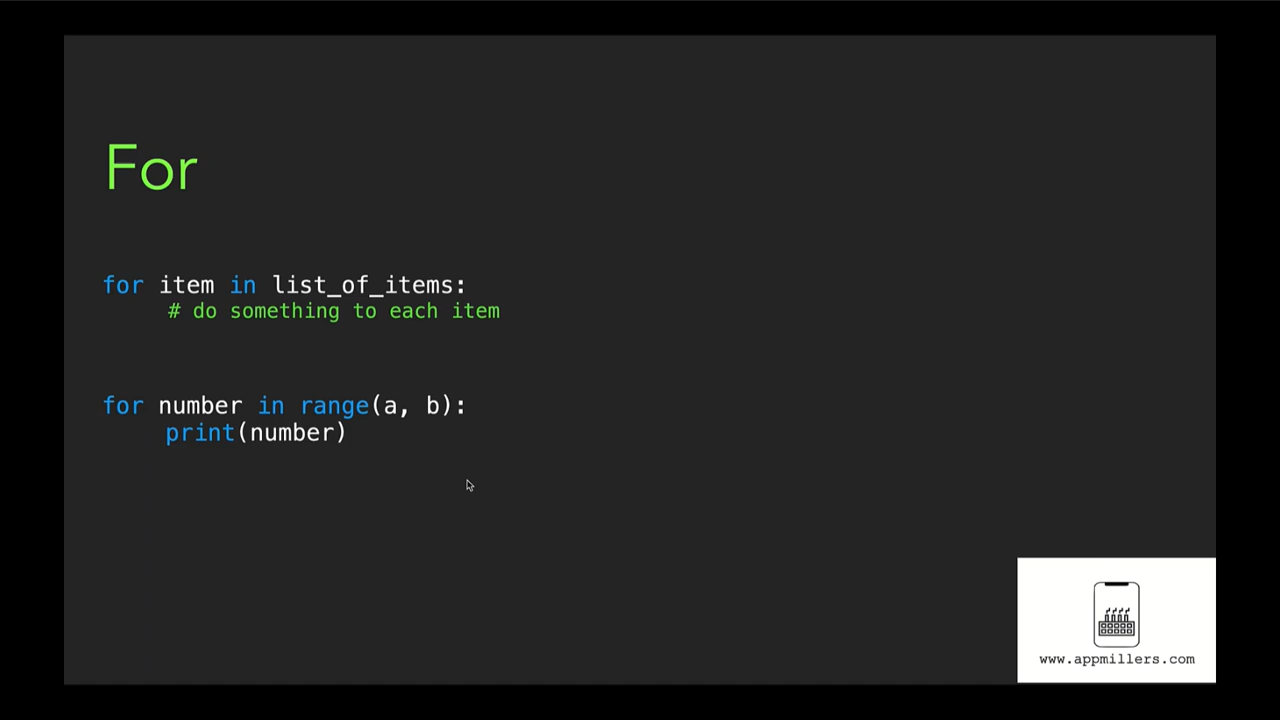 For
for item in list_of_items:
# do something to each item
for number in range(a, b):
print(number)
www.appmillers.com